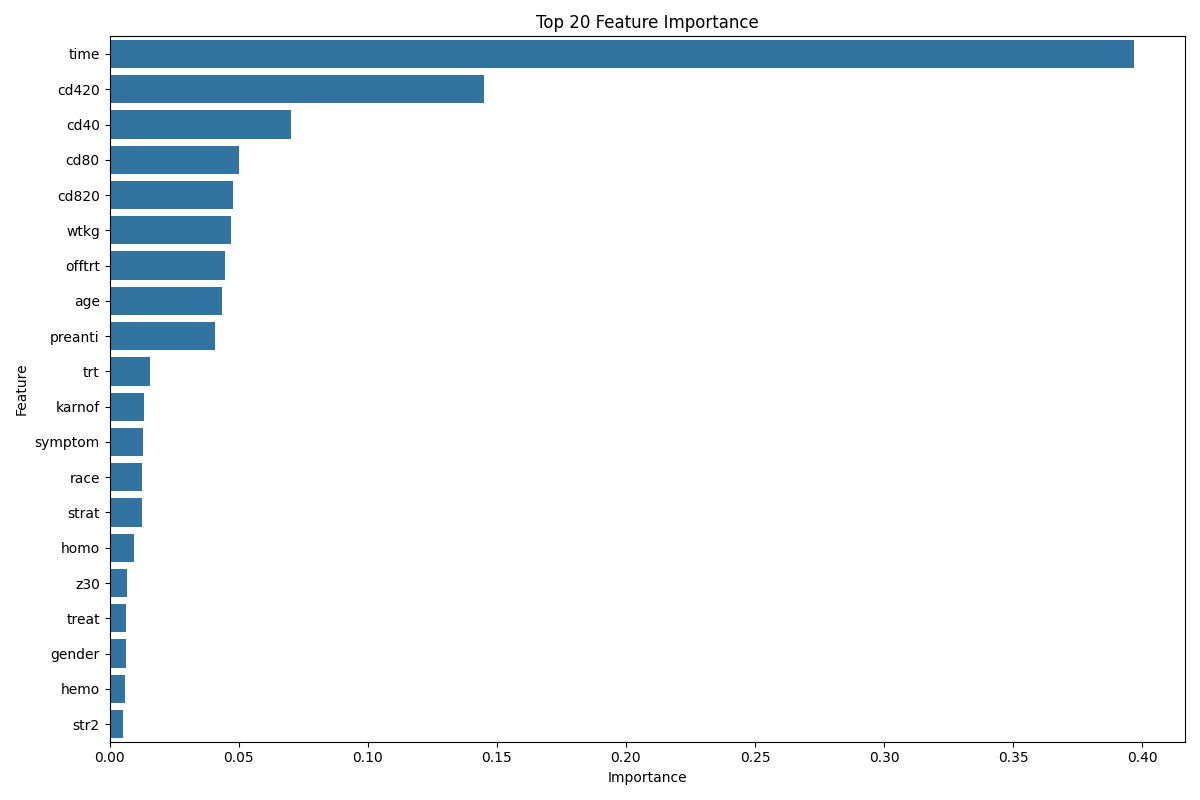 Top 20 Feature Importance
time
cd420
cd40
cd80
cd820
wtkg
offtrt
age
preanti
trt
karnof
symptom
race
strat
homo
z30
treat
gender
hemo
str2
Feature
0.00 0.05 0.10 0.15 0.20 0.25 0.30 0.35 0.40
Importance